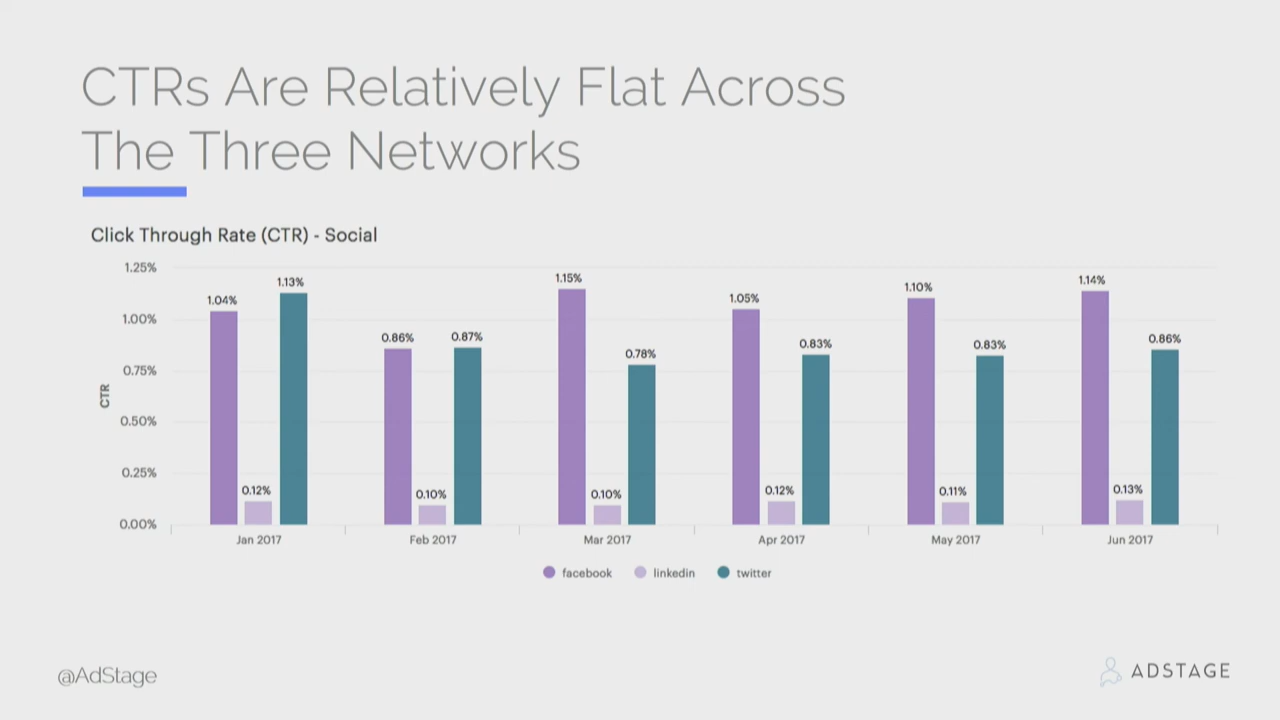 CTRs Are Relatively Flat Across
The Three Networks
Click Through Rate (CTR) - Social
1.25%
1.00%
0.75%
0.50%
0.25%
0.00%
CTR
1.04%
0.12%
1.13%
0.86%
0.10%
0.87%
1.15%
0.10%
0.78%
1.05%
0.12%
0.83%
1.10%
0.11%
0.83%
1.14%
0.13%
0.86%
Jan 2017
Feb 2017
Mar 2017
Apr 2017
May 2017
Jun 2017
facebook
linkedin
twitter
@AdStage
ADSTAGE